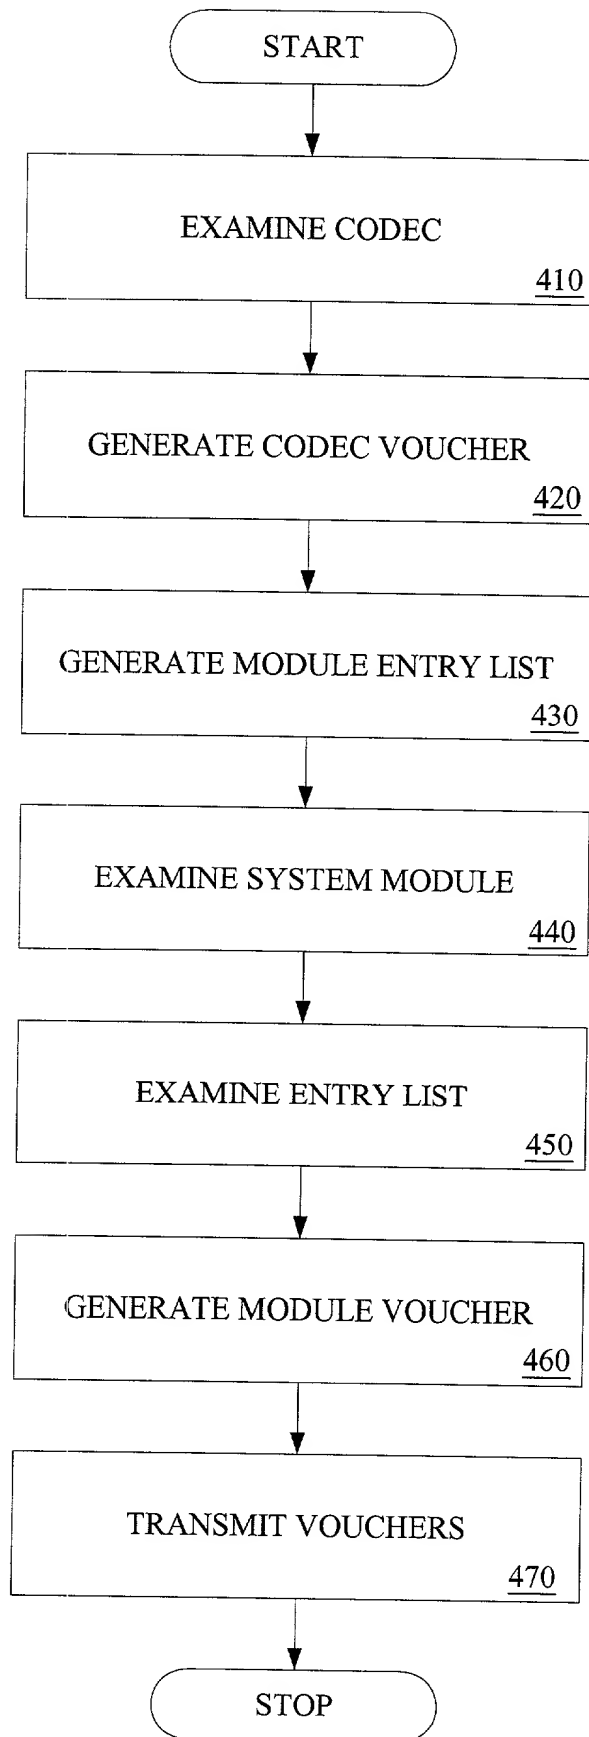 START
EXAMINE CODEC
410
GENERATE CODEC VOUCHER
420
GENERATE MODULE ENTRY LIST
430
EXAMINE SYSTEM MODULE
440
EXAMINE ENTRY LIST
450
GENERATE MODULE VOUCHER
460
TRANSMIT VOUCHERS
470
STOP